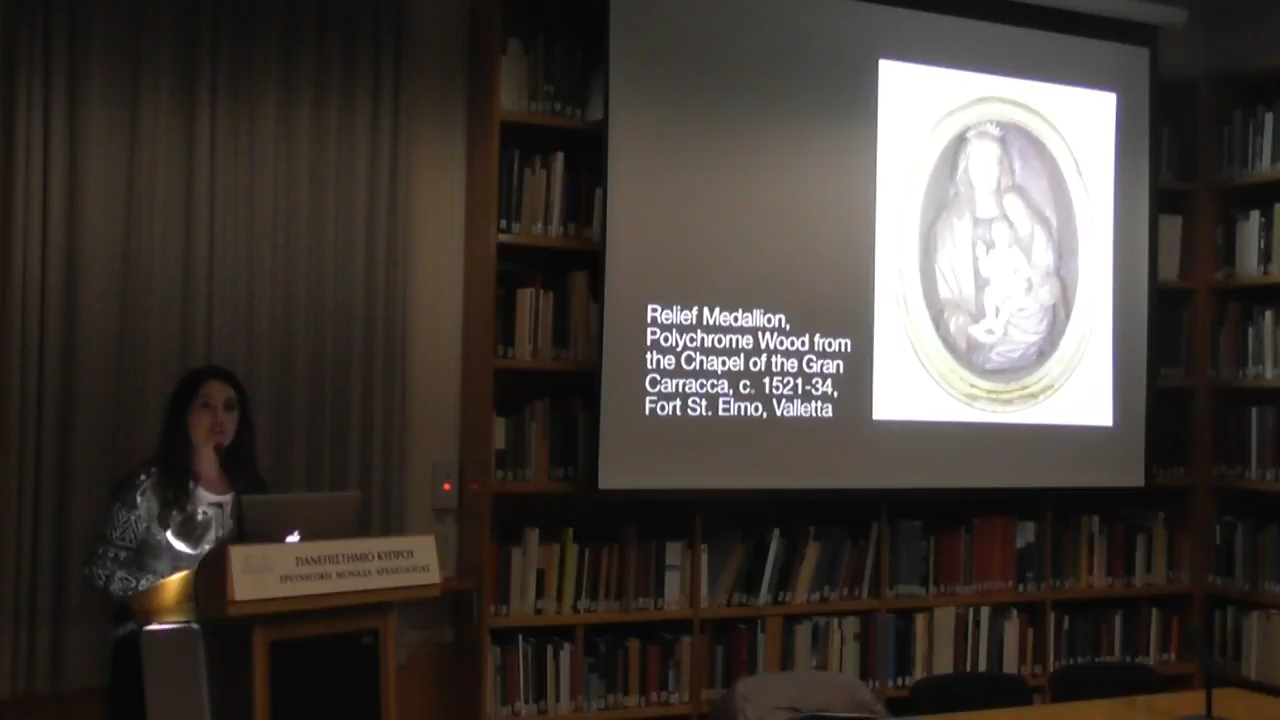 Relief Medallion,
Polychrome Wood from
the Chapel of the Gran
Carracca, c. 1521-34,
Fort St. Elmo, Valletta
ΠΑΝΕΠΙΣΤΗΜΙΟ ΚΥΠΡΟΥ
ΕΡΕΥΝΗΤΙΚΗ ΜΟΝΑΔΑ ΑΡΧΑΙΟΛΟΓΙΑΣ